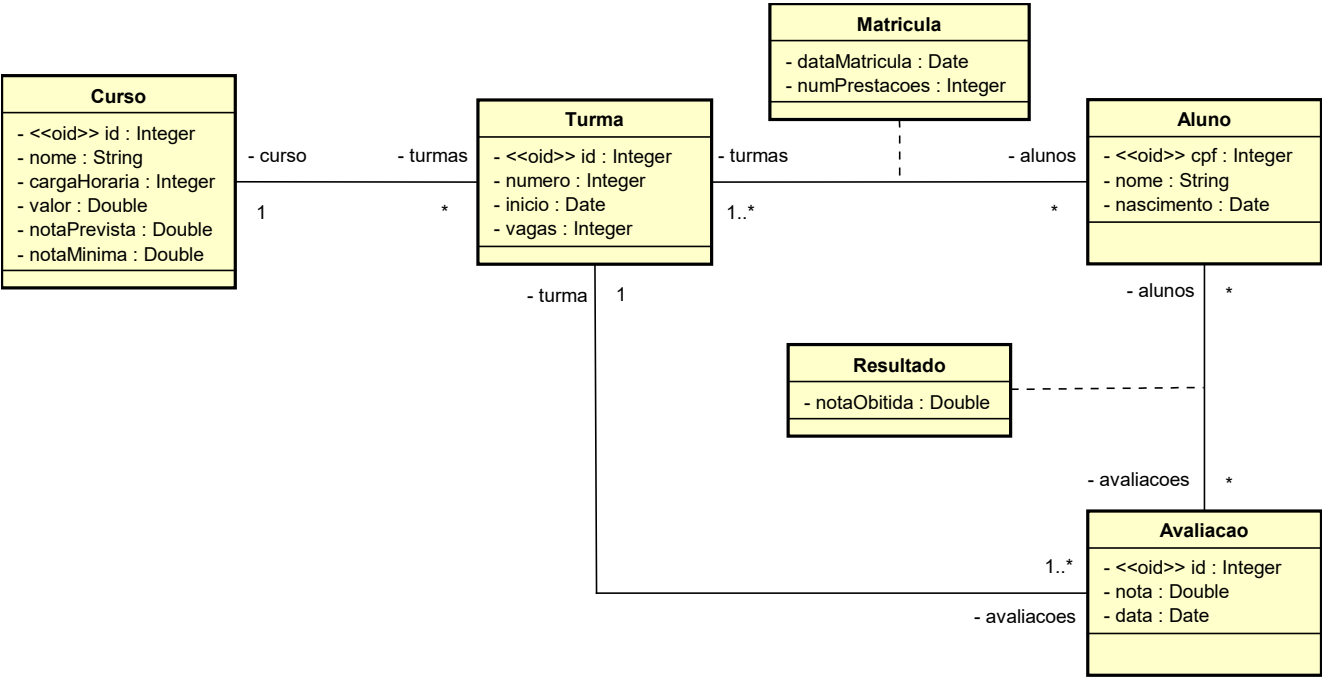 Matricula
- dataMatricula : Date
- numPrestacoes : Integer
Curso
- <<oid>> id : Integer
- nome : String
- cargaHoraria : Integer
- valor : Double
- notaPrevista : Double
- notaMinima : Double
- curso
1
- turmas
*
Turma
- <<oid>> id : Integer
- numero : Integer
- inicio : Date
- vagas : Integer
- turmas
1..*
- alunos
*
Aluno
- <<oid>> cpf : Integer
- nome : String
- nascimento : Date
- turma
1
- alunos
*
Resultado
- notaObitida : Double
- avaliacoes
*
1..*
- avaliacoes
Avaliacao
- <<oid>> id : Integer
- nota : Double
- data : Date